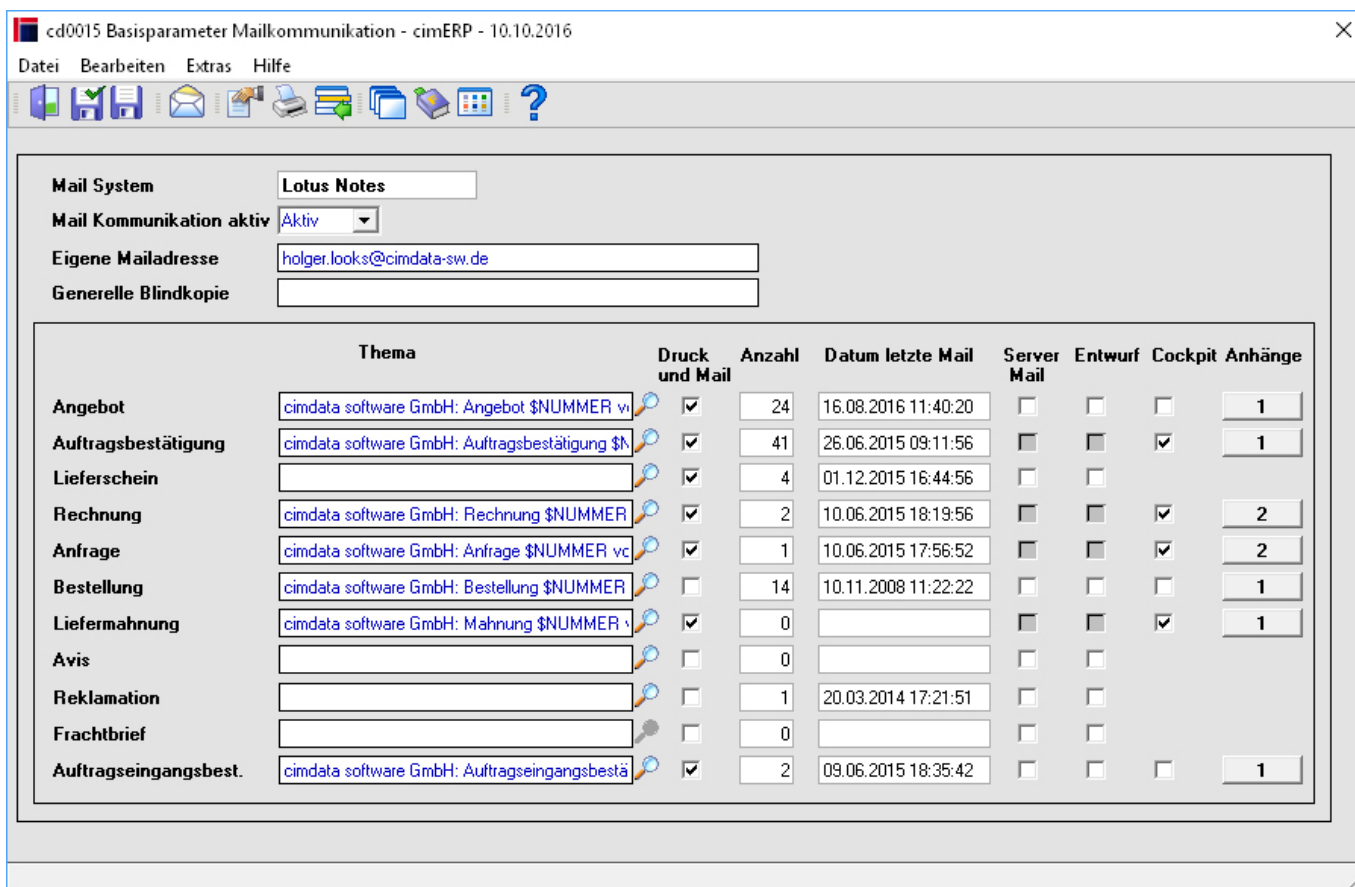 cd0015 Basisparameter Mailkommunikation - cimERP - 10.10.2016
Datei Bearbeiten Extras Hilfe
Mail System Lotus Notes
Mail Kommunikation aktiv Aktiv
Eigene Mailadresse holger.looks@cimdata-sw.de
Generelle Blindkopie
Thema Druck und Mail Anzahl Datum letzte Mail Server Mail Entwurf Cockpit Anhänge
Angebot cimdata software GmbH: Angebot $NUMMER 24 16.08.2016 11:40:20 1
Auftragsbestätigung cimdata software GmbH: Auftragsbestätigung 41 26.06.2015 09:11:56 1
Lieferschein 4 01.12.2015 16:44:56
Rechnung cimdata software GmbH: Rechnung $NUMMER 2 10.06.2015 18:19:56 2
Anfrage cimdata software GmbH: Anfrage $NUMMER 1 10.06.2015 17:56:52 2
Bestellung cimdata software GmbH: Bestellung $NUMMER 14 10.11.2008 11:22:22 1
Liefermahnung cimdata software GmbH: Mahnung $NUMMER 0 1
Avis 0
Reklamation 1 20.03.2014 17:21:51
Frachtbrief 0
Auftragseingangsbest. cimdata software GmbH: Auftragseingangsbestä 2 09.06.2015 18:35:42 1